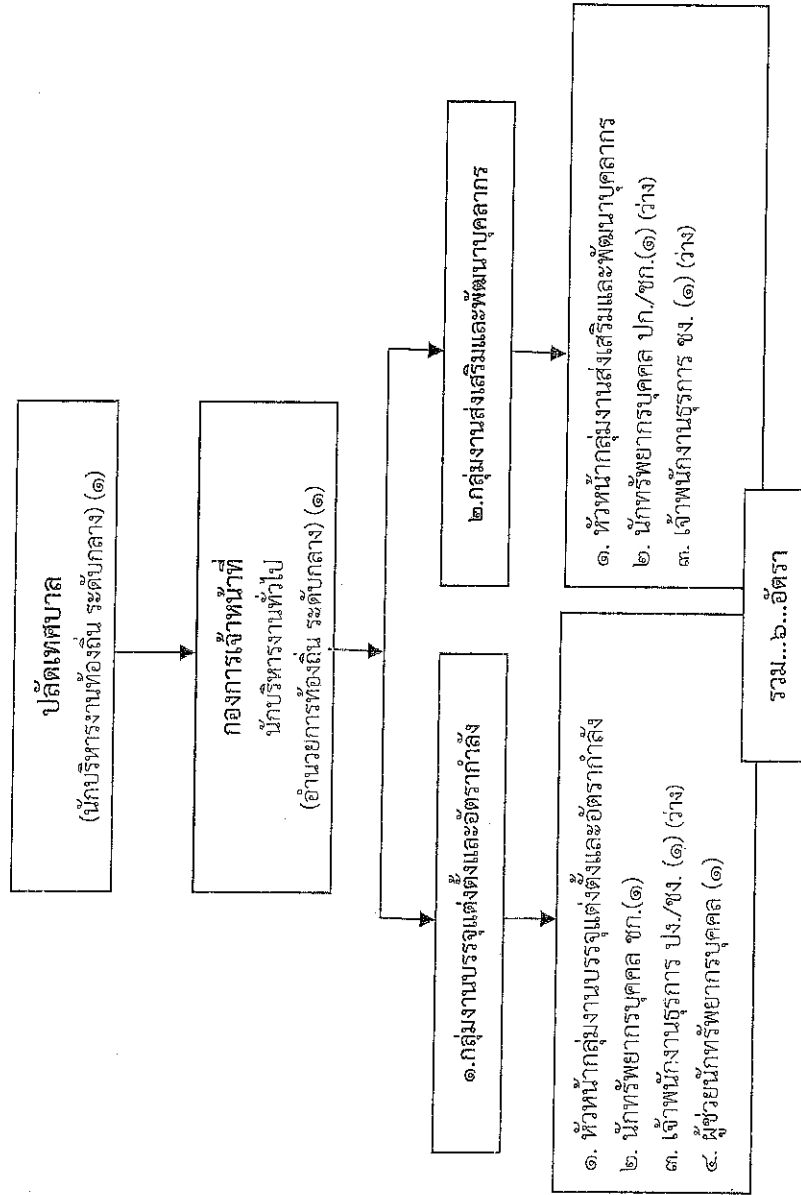 ปลัดเทศบาล
(นักบริหารงานท้องถิ่น ระดับกลาง) (๑)
กองการเจ้าหน้าที่
นักบริหารงานทั่วไป
(อำนวยการท้องถิ่น ระดับกลาง) (๑)
๑.กลุ่มงานบรรจุแต่งตั้งและอัตรากำลัง
๑. หัวหน้ากลุ่มงานบรรจุแต่งตั้งและอัตรากำลัง
๒. นักทรัพยากรบุคคล ชก.(๑)
๓. เจ้าพนักงานธุรการ ปง./ชง. (๑) (ว่าง)
๔. ผู้ช่วยนักทรัพยากรบุคคล (๑)
๒.กลุ่มงานส่งเสริมและพัฒนาบุคลากร
๑. หัวหน้ากลุ่มงานส่งเสริมและพัฒนาบุคลากร
๒. นักทรัพยากรบุคคล ปก./ชก.(๑) (ว่าง)
๓. เจ้าพนักงานธุรการ ชง. (๑) (ว่าง)
รวม...๖...อัตรา